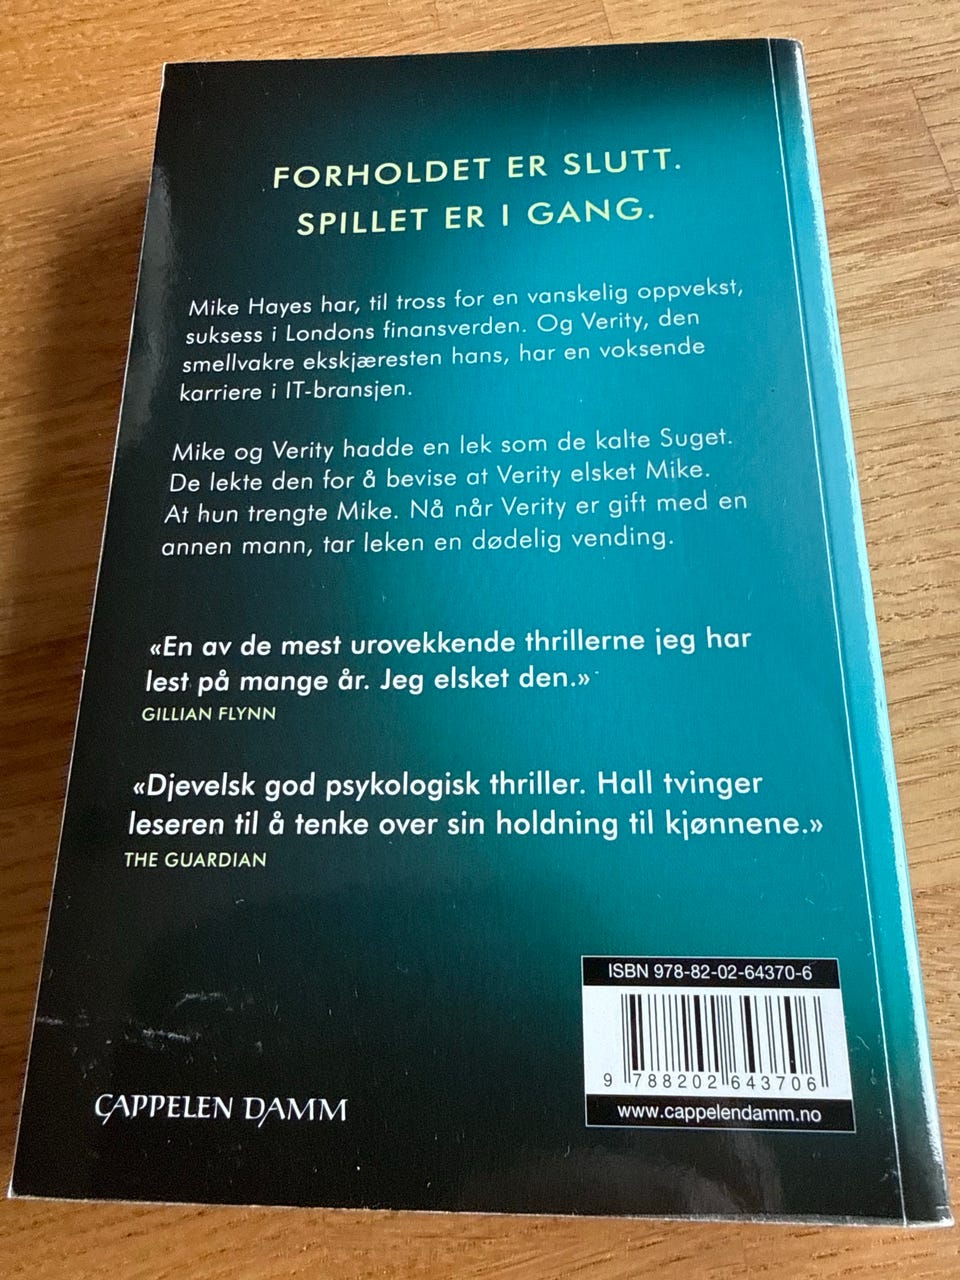 FORHOLDET ER SLUTT.
SPILLET ER I GANG.
Mike Hayes har, til tross for en vanskelig oppvekst,
suksess i Londons finansverden. Og Verity, den
smellvakre ekskjæresten hans, har en voksende
karriere i IT-bransjen.
Mike og Verity hadde en lek som de kalte Suget.
De lekte den for å bevise at Verity elsket Mike.
At hun trengte Mike. Nå når Verity er gift med en
annen mann, tar leken en dødelig vending.
«En av de mest urovekkende thrillerne jeg har
lest på mange år. Jeg elsket den.»
GILLIAN FLYNN
«Djevelsk god psykologisk thriller. Hall tvinger
leseren til å tenke over sin holdning til kjønnene.»
THE GUARDIAN
ISBN 978-82-02-64370-6
9 788202 643706
www.cappelendamm.no
CAPPELEN DAMM